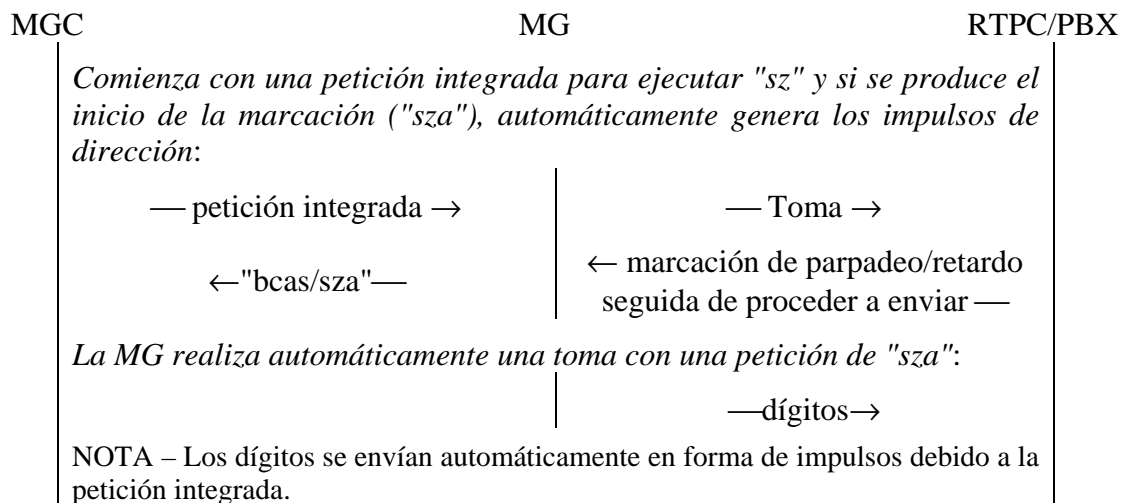 MGC MG RTPC/PBX
Comienza con una petición integrada para ejecutar "sz" y si se produce el
inicio de la marcación ("sza"), automáticamente genera los impulsos de
dirección:
— petición integrada → — Toma →
←"bcas/sza"— ← marcación de parpadeo/retardo
seguida de proceder a enviar —
La MG realiza automáticamente una toma con una petición de "sza":
—dígitos→
NOTA – Los dígitos se envían automáticamente en forma de impulsos debido a la
petición integrada.